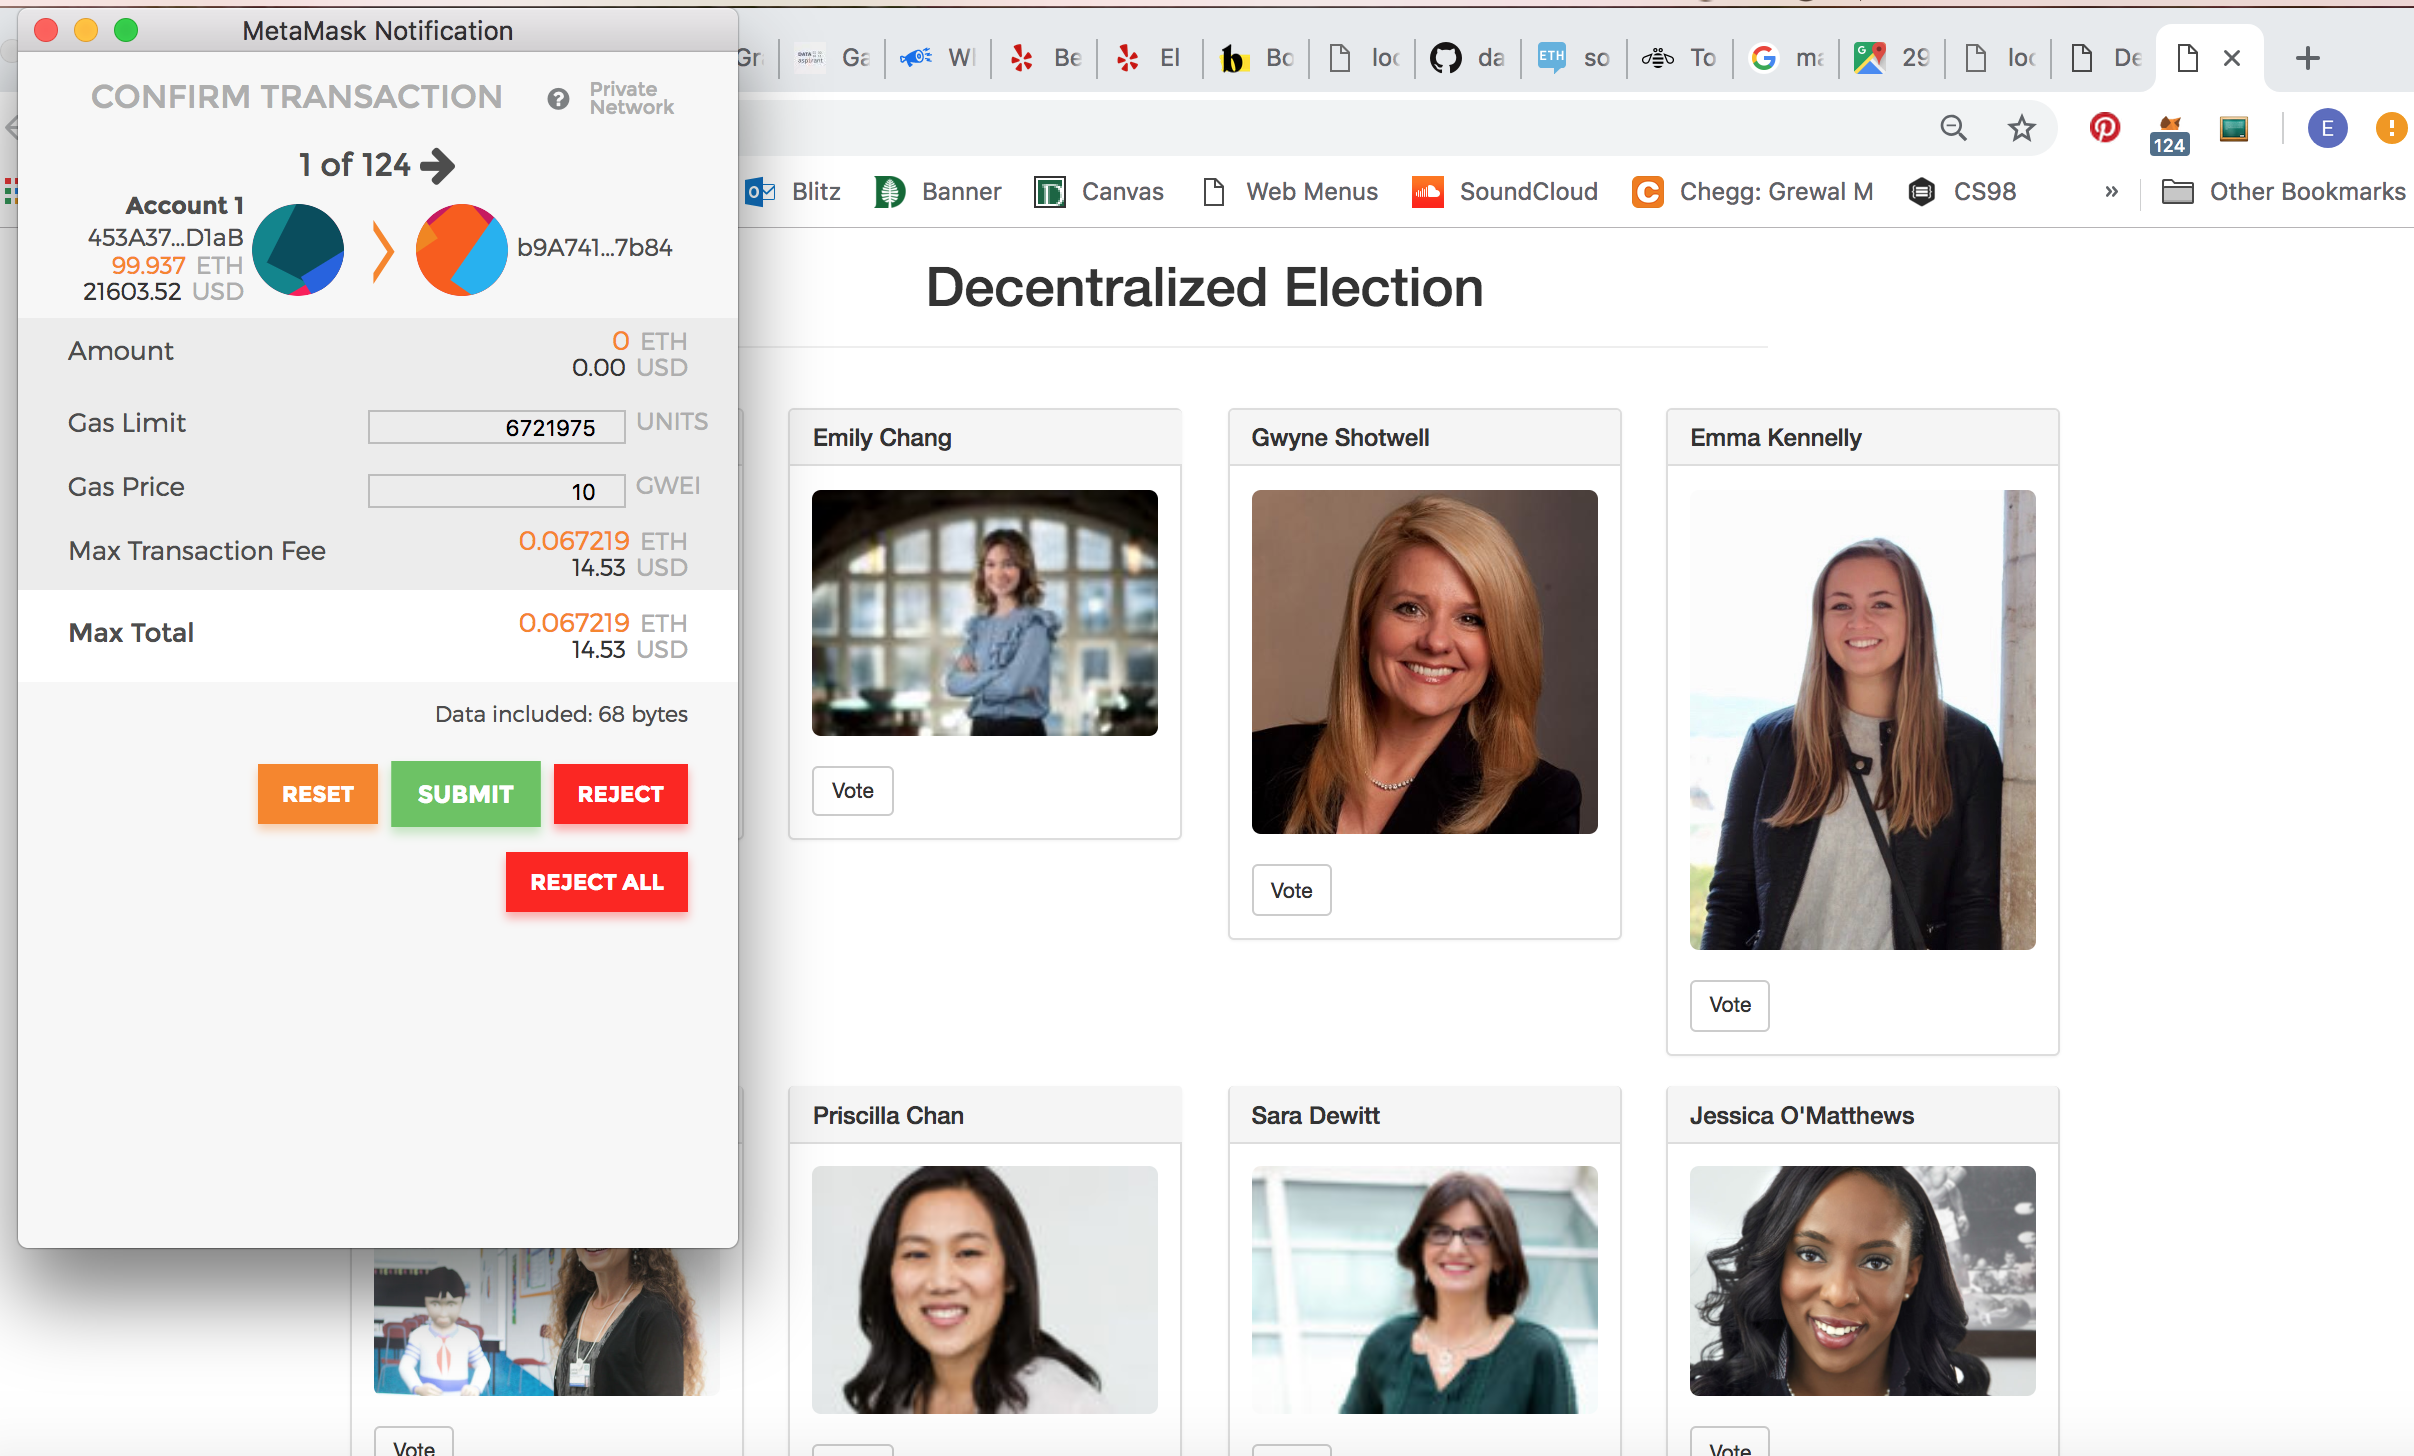 MetaMask Notification
CONFIRM TRANSACTION
Private
Network
1 of 124
Account 1
453A37...D1aB
99.937 ETH
21603.52 USD
b9A741...7b84
Amount
0 ETH
0.00 USD
Gas Limit
6721975 UNITS
Gas Price
10 GWEI
Max Transaction Fee
0.067219 ETH
14.53 USD
Max Total
0.067219 ETH
14.53 USD
Data included: 68 bytes
RESET SUBMIT REJECT
REJECT ALL
Ga Wl Be El Bo loc da ETH so To ma 29 loc De
124 E
Blitz Banner Canvas Web Menus SoundCloud Chegg: Grewal M CS98 » Other Bookmarks
Decentralized Election
Emily Chang
Vote
Gwyne Shotwell
Vote
Emma Kennelly
Vote
Vote
Priscilla Chan
Sara Dewitt
Jessica O'Matthews
Vote